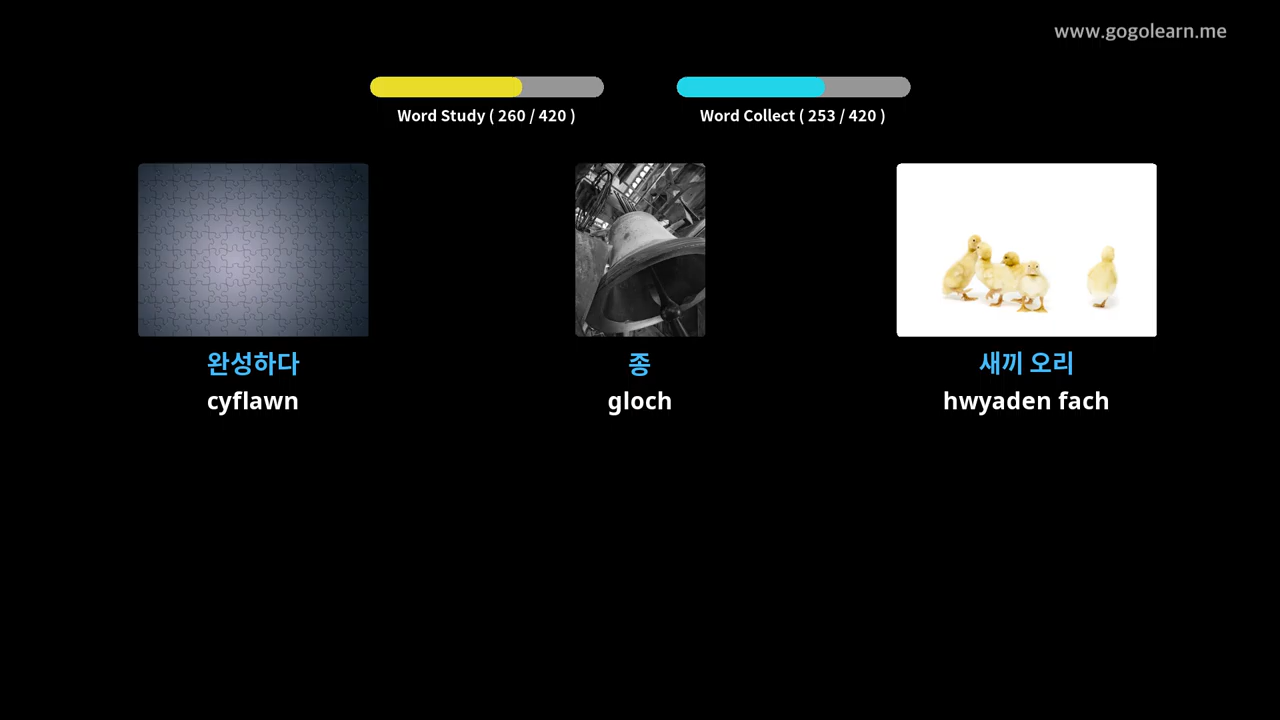 www.gogolearn.me
Word Study ( 260 / 420 )
Word Collect ( 253 / 420 )
완성하다
cyflawn
종
gloch
새끼 오리
hwyaden fach